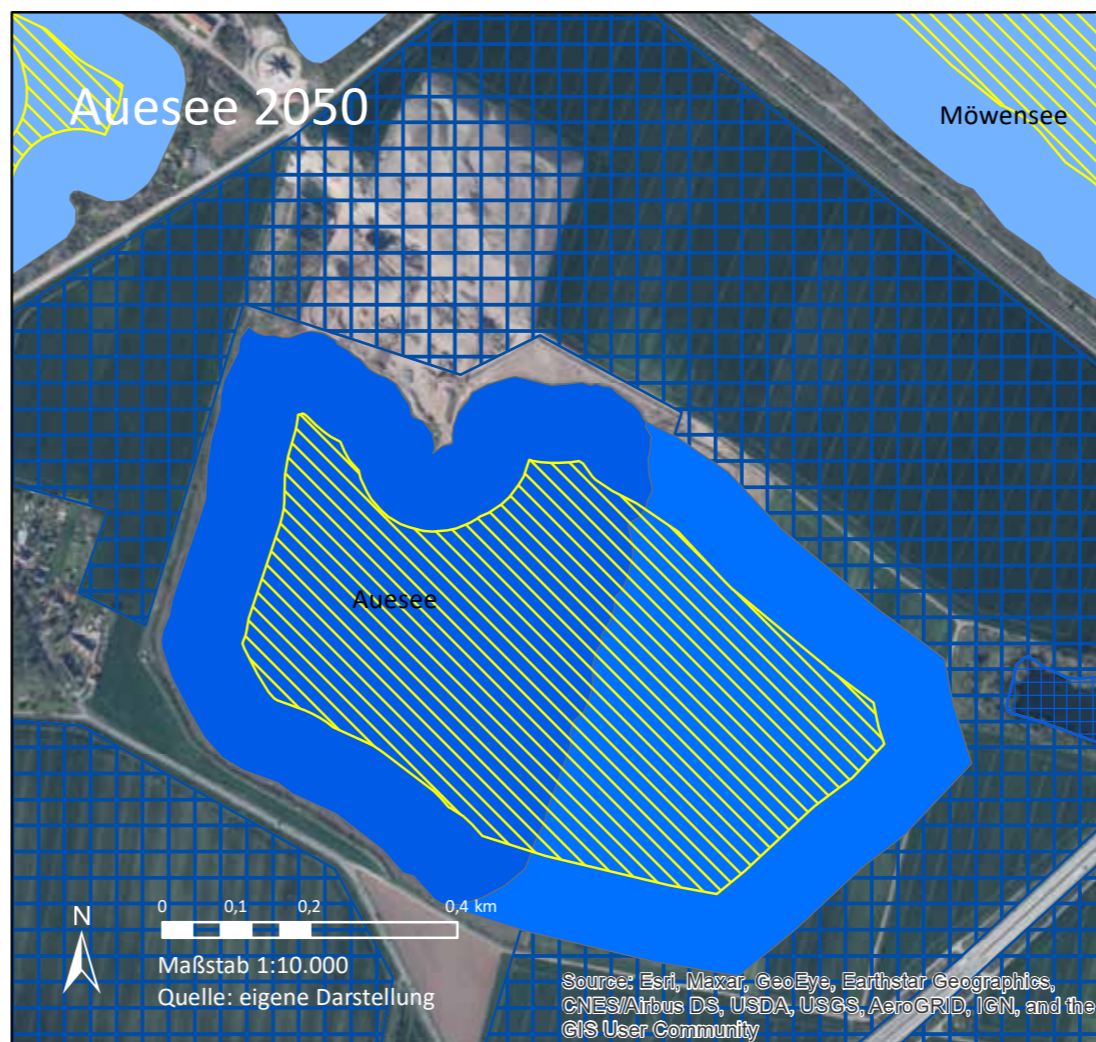 Auesee 2050
Möwensee
Auesee
N
0 0,1 0,2 0,4 km
Maßstab 1:10.000
Quelle: eigene Darstellung
Source: Esri, Maxar, GeoEye, Earthstar Geographics,
CNES/Airbus DS, USDA, USGS, AeroGRID, IGN, and the
GIS User Community